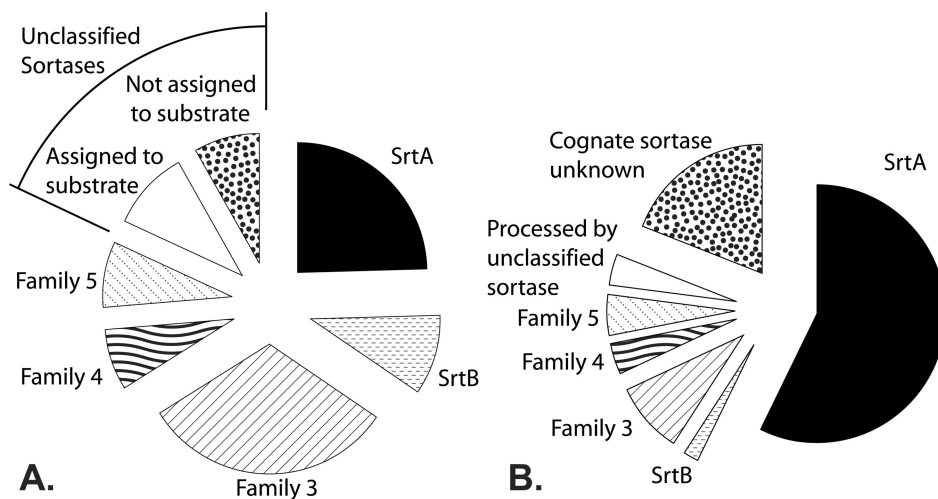 Unclassified
Sortases
Not assigned
to substrate
Assigned to
substrate
SrtA
Family 5
Family 4
SrtB
Family 3
A.
Cognate sortase
unknown
SrtA
Processed by
unclassified
sortase
Family 5
Family 4
Family 3
SrtB
B.